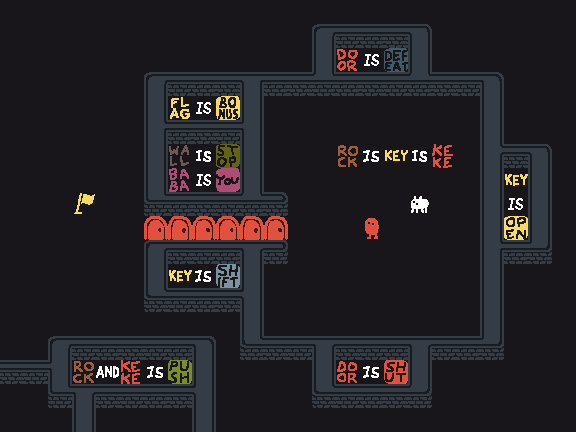 DOOR IS DEFEAT
FLAG IS BONUS
WALL IS STOP
BABA IS YOU
ROCK IS KEY IS KEKE
KEY IS OPEN
KEY IS SHIFT
ROCK AND KEKE IS PUSH
DOOR IS SHUT